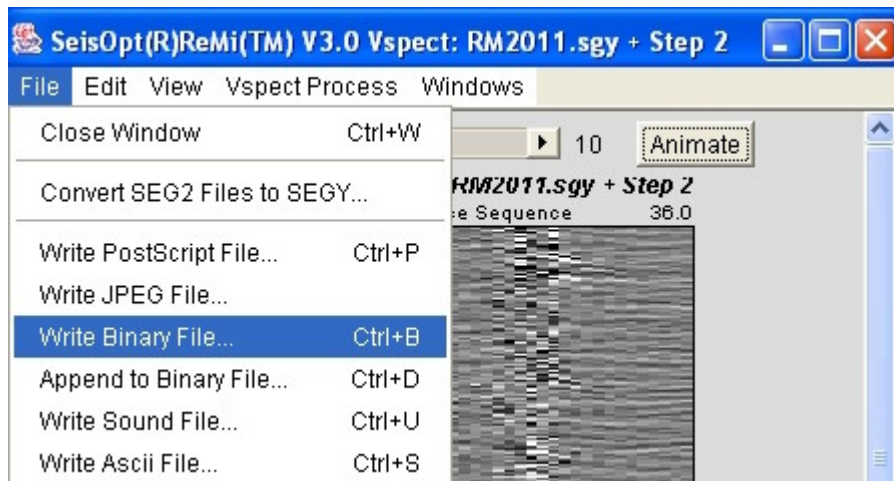 SeisOpt(R)ReMi(TM) V3.0 Vspect: RM2011.sgy + Step 2
File Edit View Vspect Process Windows
Close Window Ctrl+W
10 Animate
Convert SEG2 Files to SEGY...
RM2011.sgy + Step 2
Sequence 36.0
Write PostScript File... Ctrl+P
Write JPEG File...
Write Binary File... Ctrl+B
Append to Binary File... Ctrl+D
Write Sound File... Ctrl+U
Write Ascii File... Ctrl+S